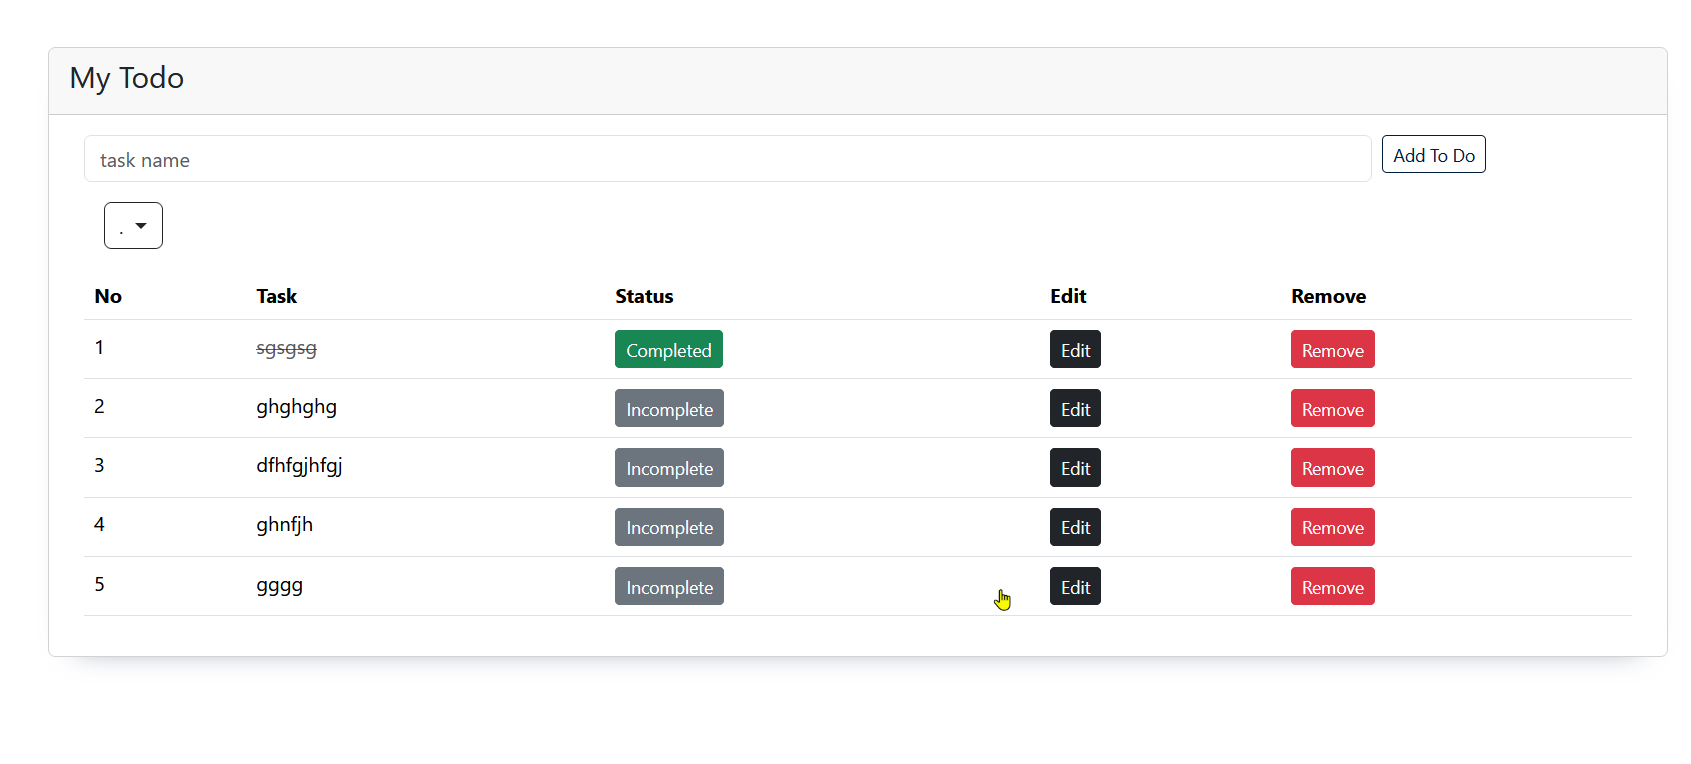 My Todo
task name
Add To Do
.
No Task Status Edit Remove
1 sgsgsg Completed Edit Remove
2 ghghghg Incomplete Edit Remove
3 dfhfgjhfgj Incomplete Edit Remove
4 ghnfjh Incomplete Edit Remove
5 gggg Incomplete Edit Remove